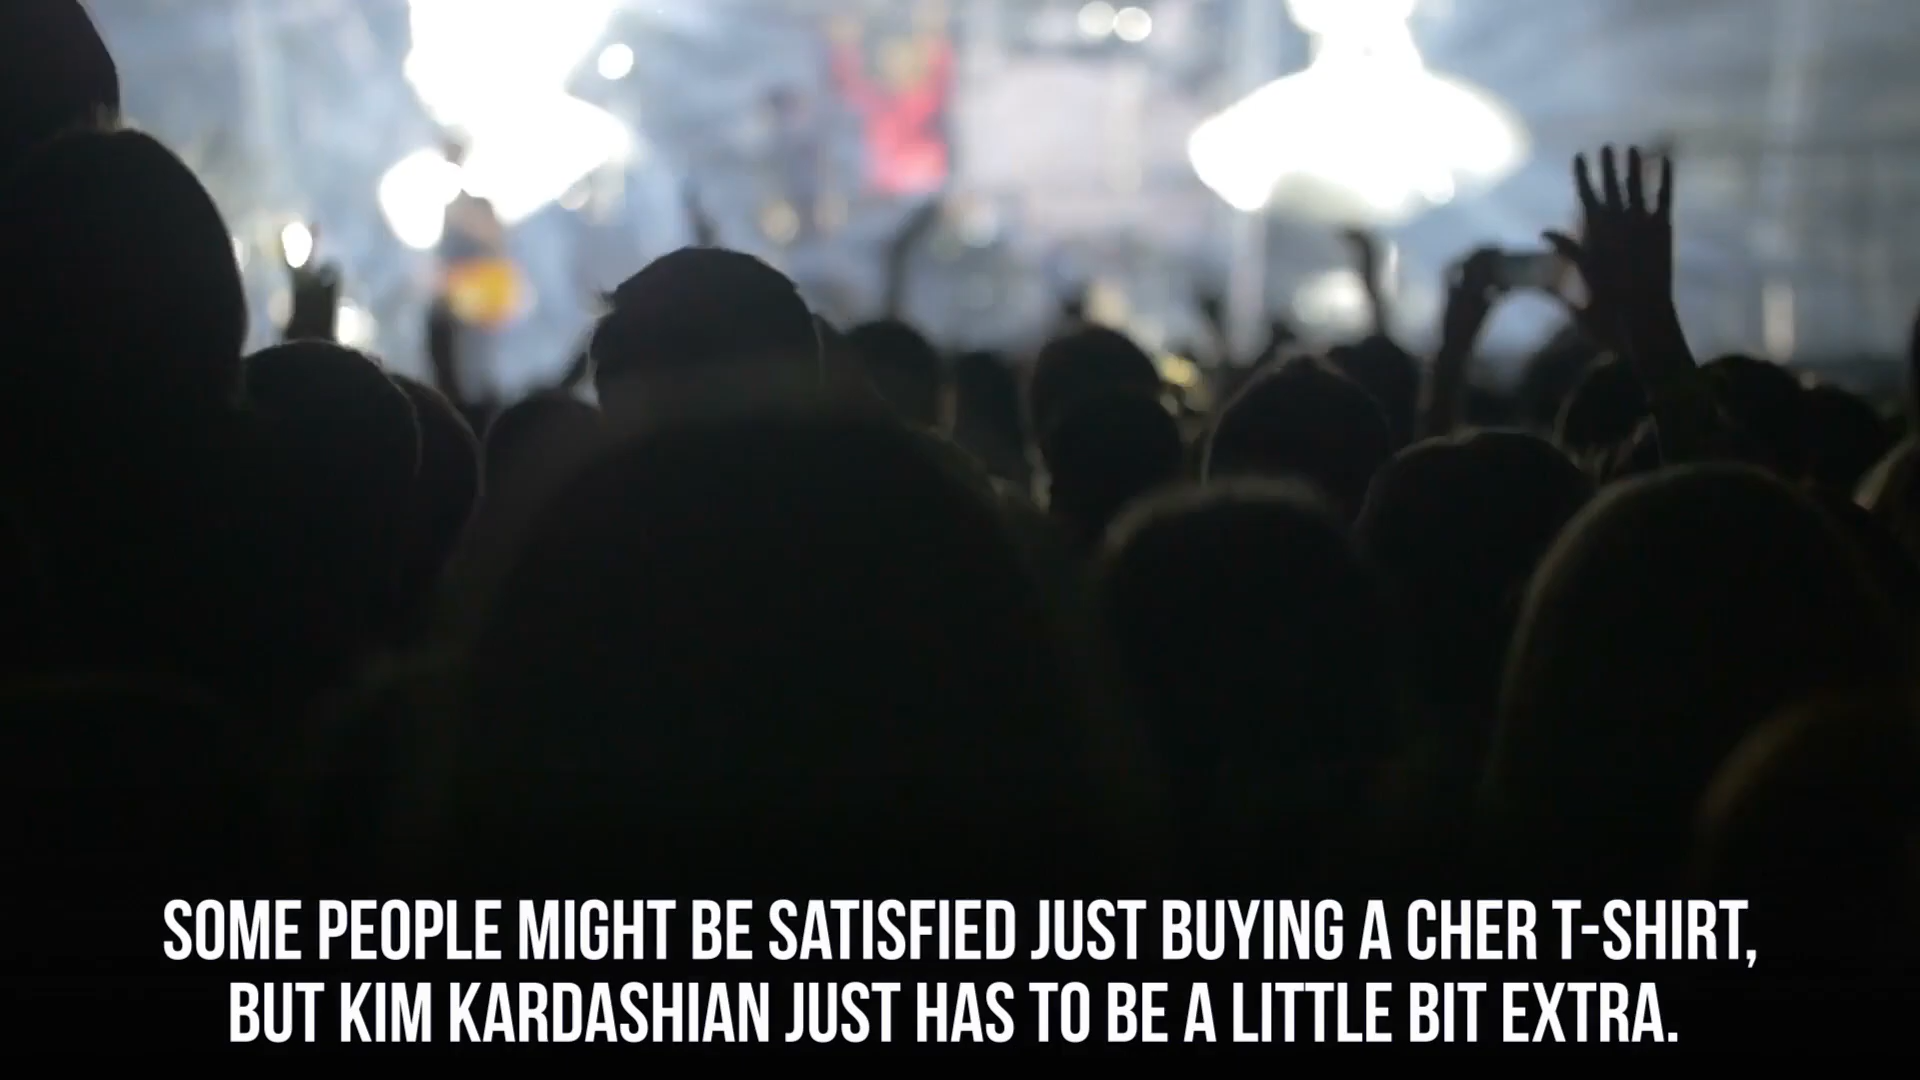 SOME PEOPLE MIGHT BE SATISFIED JUST BUYING A CHER T-SHIRT,
BUT KIM KARDASHIAN JUST HAS TO BE A LITTLE BIT EXTRA.